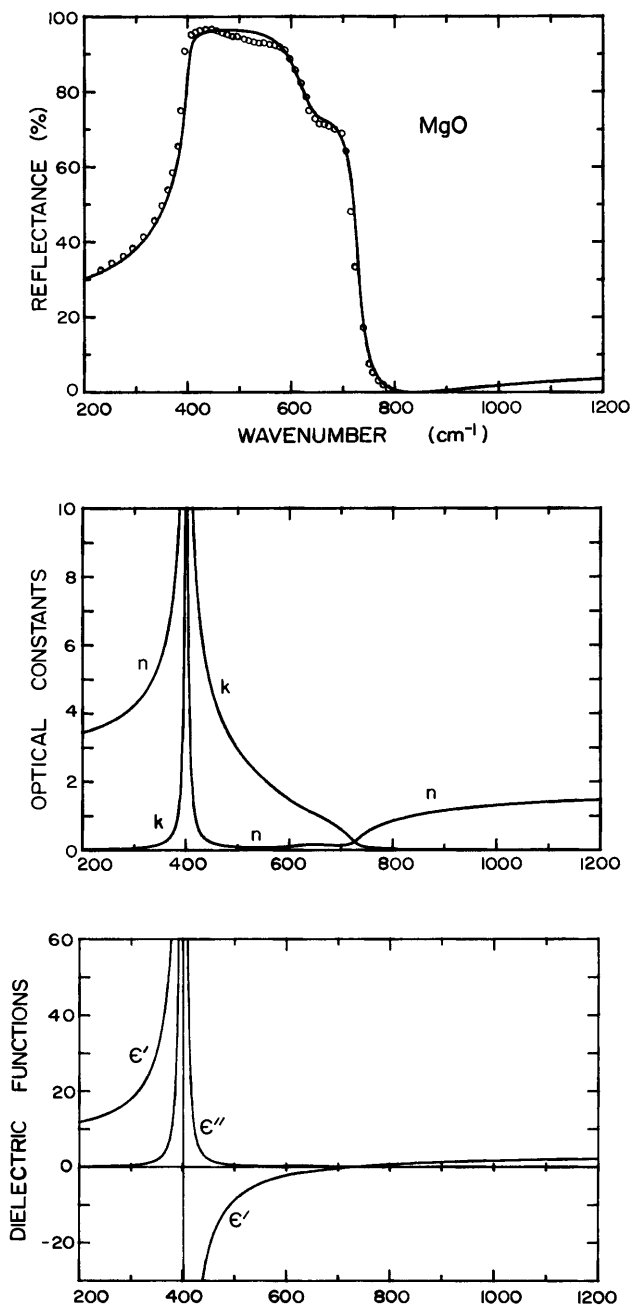 100
80
60
40
20
0
REFLECTANCE (%)
MgO
200 400 600 800 1000 1200
WAVENUMBER (cm⁻¹)
10
8
6
4
2
0
OPTICAL CONSTANTS
n
k
k
n
n
200 400 600 800 1000 1200
60
40
20
0
-20
DIELECTRIC FUNCTIONS
ϵ′
ϵ″
ϵ′
200 400 600 800 1000 1200